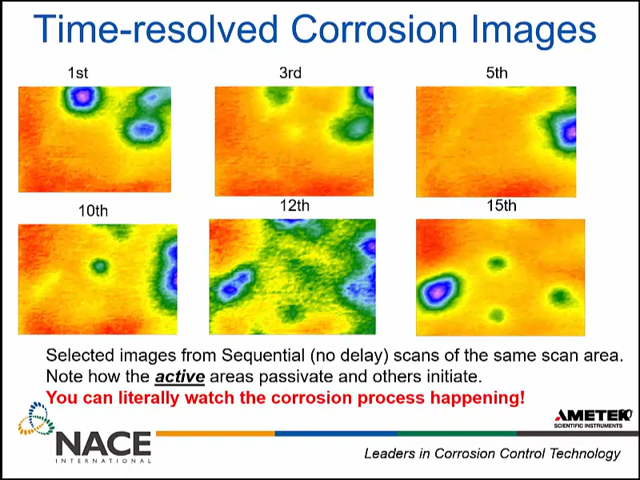 Time-resolved Corrosion Images
1st
3rd
5th
10th
12th
15th
Selected images from Sequential (no delay) scans of the same scan area.
Note how the active areas passivate and others initiate.
You can literally watch the corrosion process happening!
NACE
INTERNATIONAL
AMETEK
SCIENTIFIC INSTRUMENTS
Leaders in Corrosion Control Technology